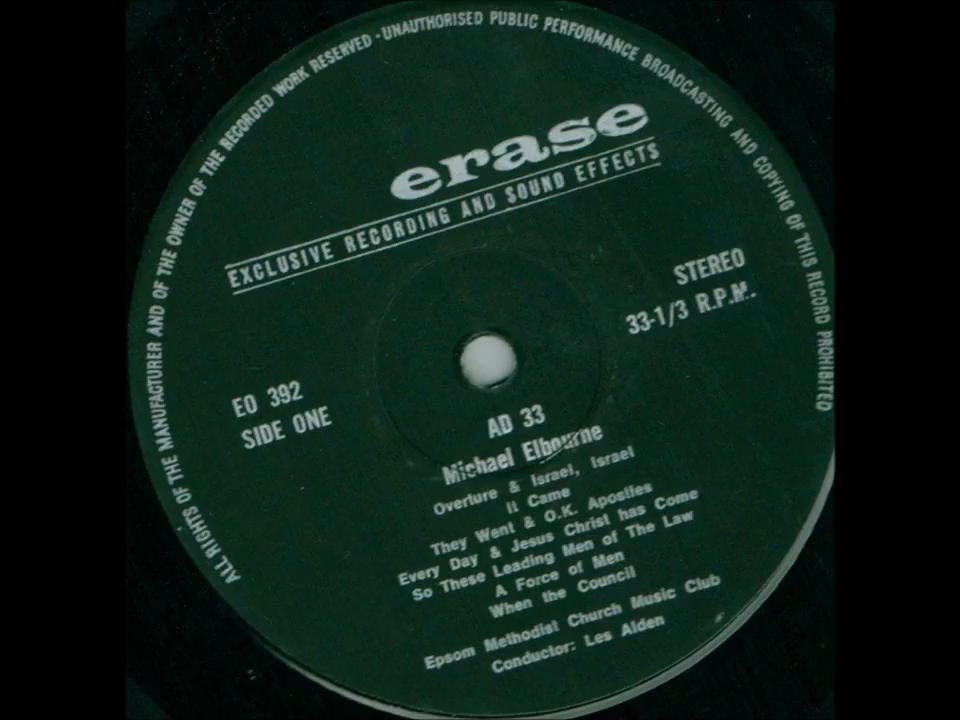 ALL RIGHTS OF THE MANUFACTURER AND OF THE OWNER OF THE RECORDED WORK RESERVED · UNAUTHORISED PUBLIC PERFORMANCE BROADCASTING AND COPYING OF THIS RECORD PROHIBITED
erase
EXCLUSIVE RECORDING AND SOUND EFFECTS
STEREO
33-1/3 R.P.M.
EO 392
SIDE ONE
AD 33
Michael Elbourne
Overture & Israel, Israel
It Came
They Went & O.K. Apostles
Every Day & Jesus Christ has Come
So These Leading Men of The Law
A Force of Men
When the Council
Epsom Methodist Church Music Club
Conductor: Les Alden